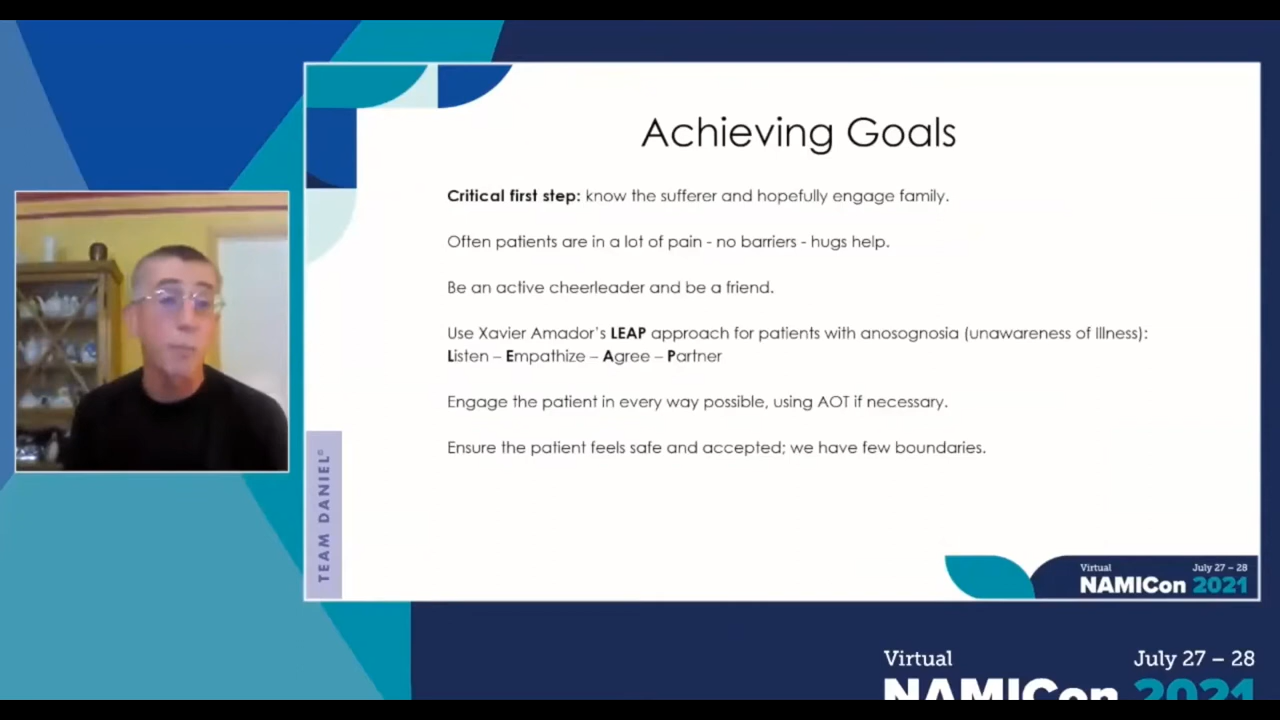 Achieving Goals
Critical first step: know the sufferer and hopefully engage family.
Often patients are in a lot of pain - no barriers - hugs help.
Be an active cheerleader and be a friend.
Use Xavier Amador's LEAP approach for patients with anosognosia (unawareness of Illness):
Listen – Empathize – Agree – Partner
Engage the patient in every way possible, using AOT if necessary.
Ensure the patient feels safe and accepted; we have few boundaries.
TEAM DANIEL©
Virtual July 27 – 28
NAMICon 2021
Virtual July 27 – 28
NAMICon 2021